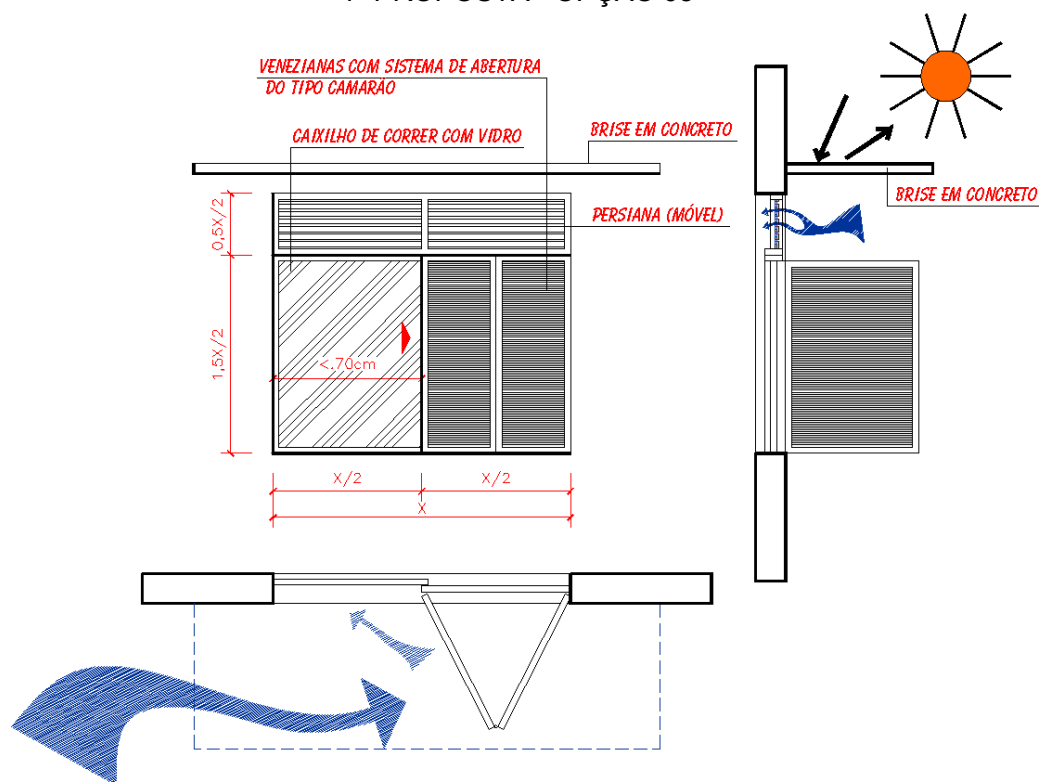 VENEZIANAS COM SISTEMA DE ABERTURA
DO TIPO CAMARÃO
CAIXILHO DE CORRER COM VIDRO
BRISE EM CONCRETO
BRISE EM CONCRETO
PERSIANA (MÓVEL)
0,5X/2
1,5X/2
<.70cm
X/2
X/2
X